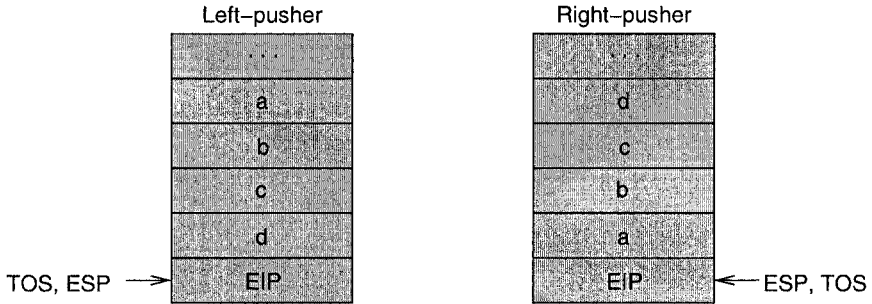 Left-pusher
Right-pusher
...
a
b
c
d
EIP
TOS, ESP
...
d
c
b
a
EIP
ESP, TOS